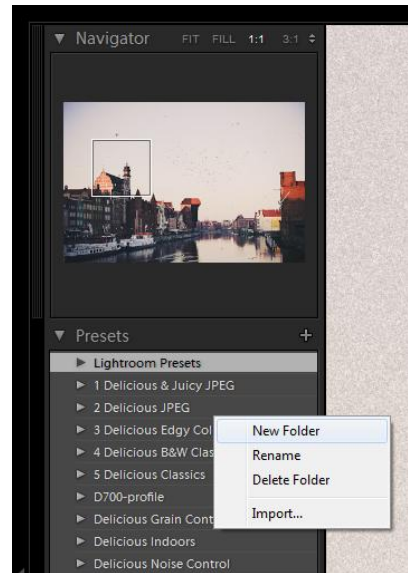 Navigator FIT FILL 1:1 3:1
Presets +
Lightroom Presets
1 Delicious & Juicy JPEG
2 Delicious JPEG
3 Delicious Edgy Col
4 Delicious B&W Clas
5 Delicious Classics
D700-profile
Delicious Grain Cont
Delicious Indoors
Delicious Noise Control
New Folder
Rename
Delete Folder
Import...